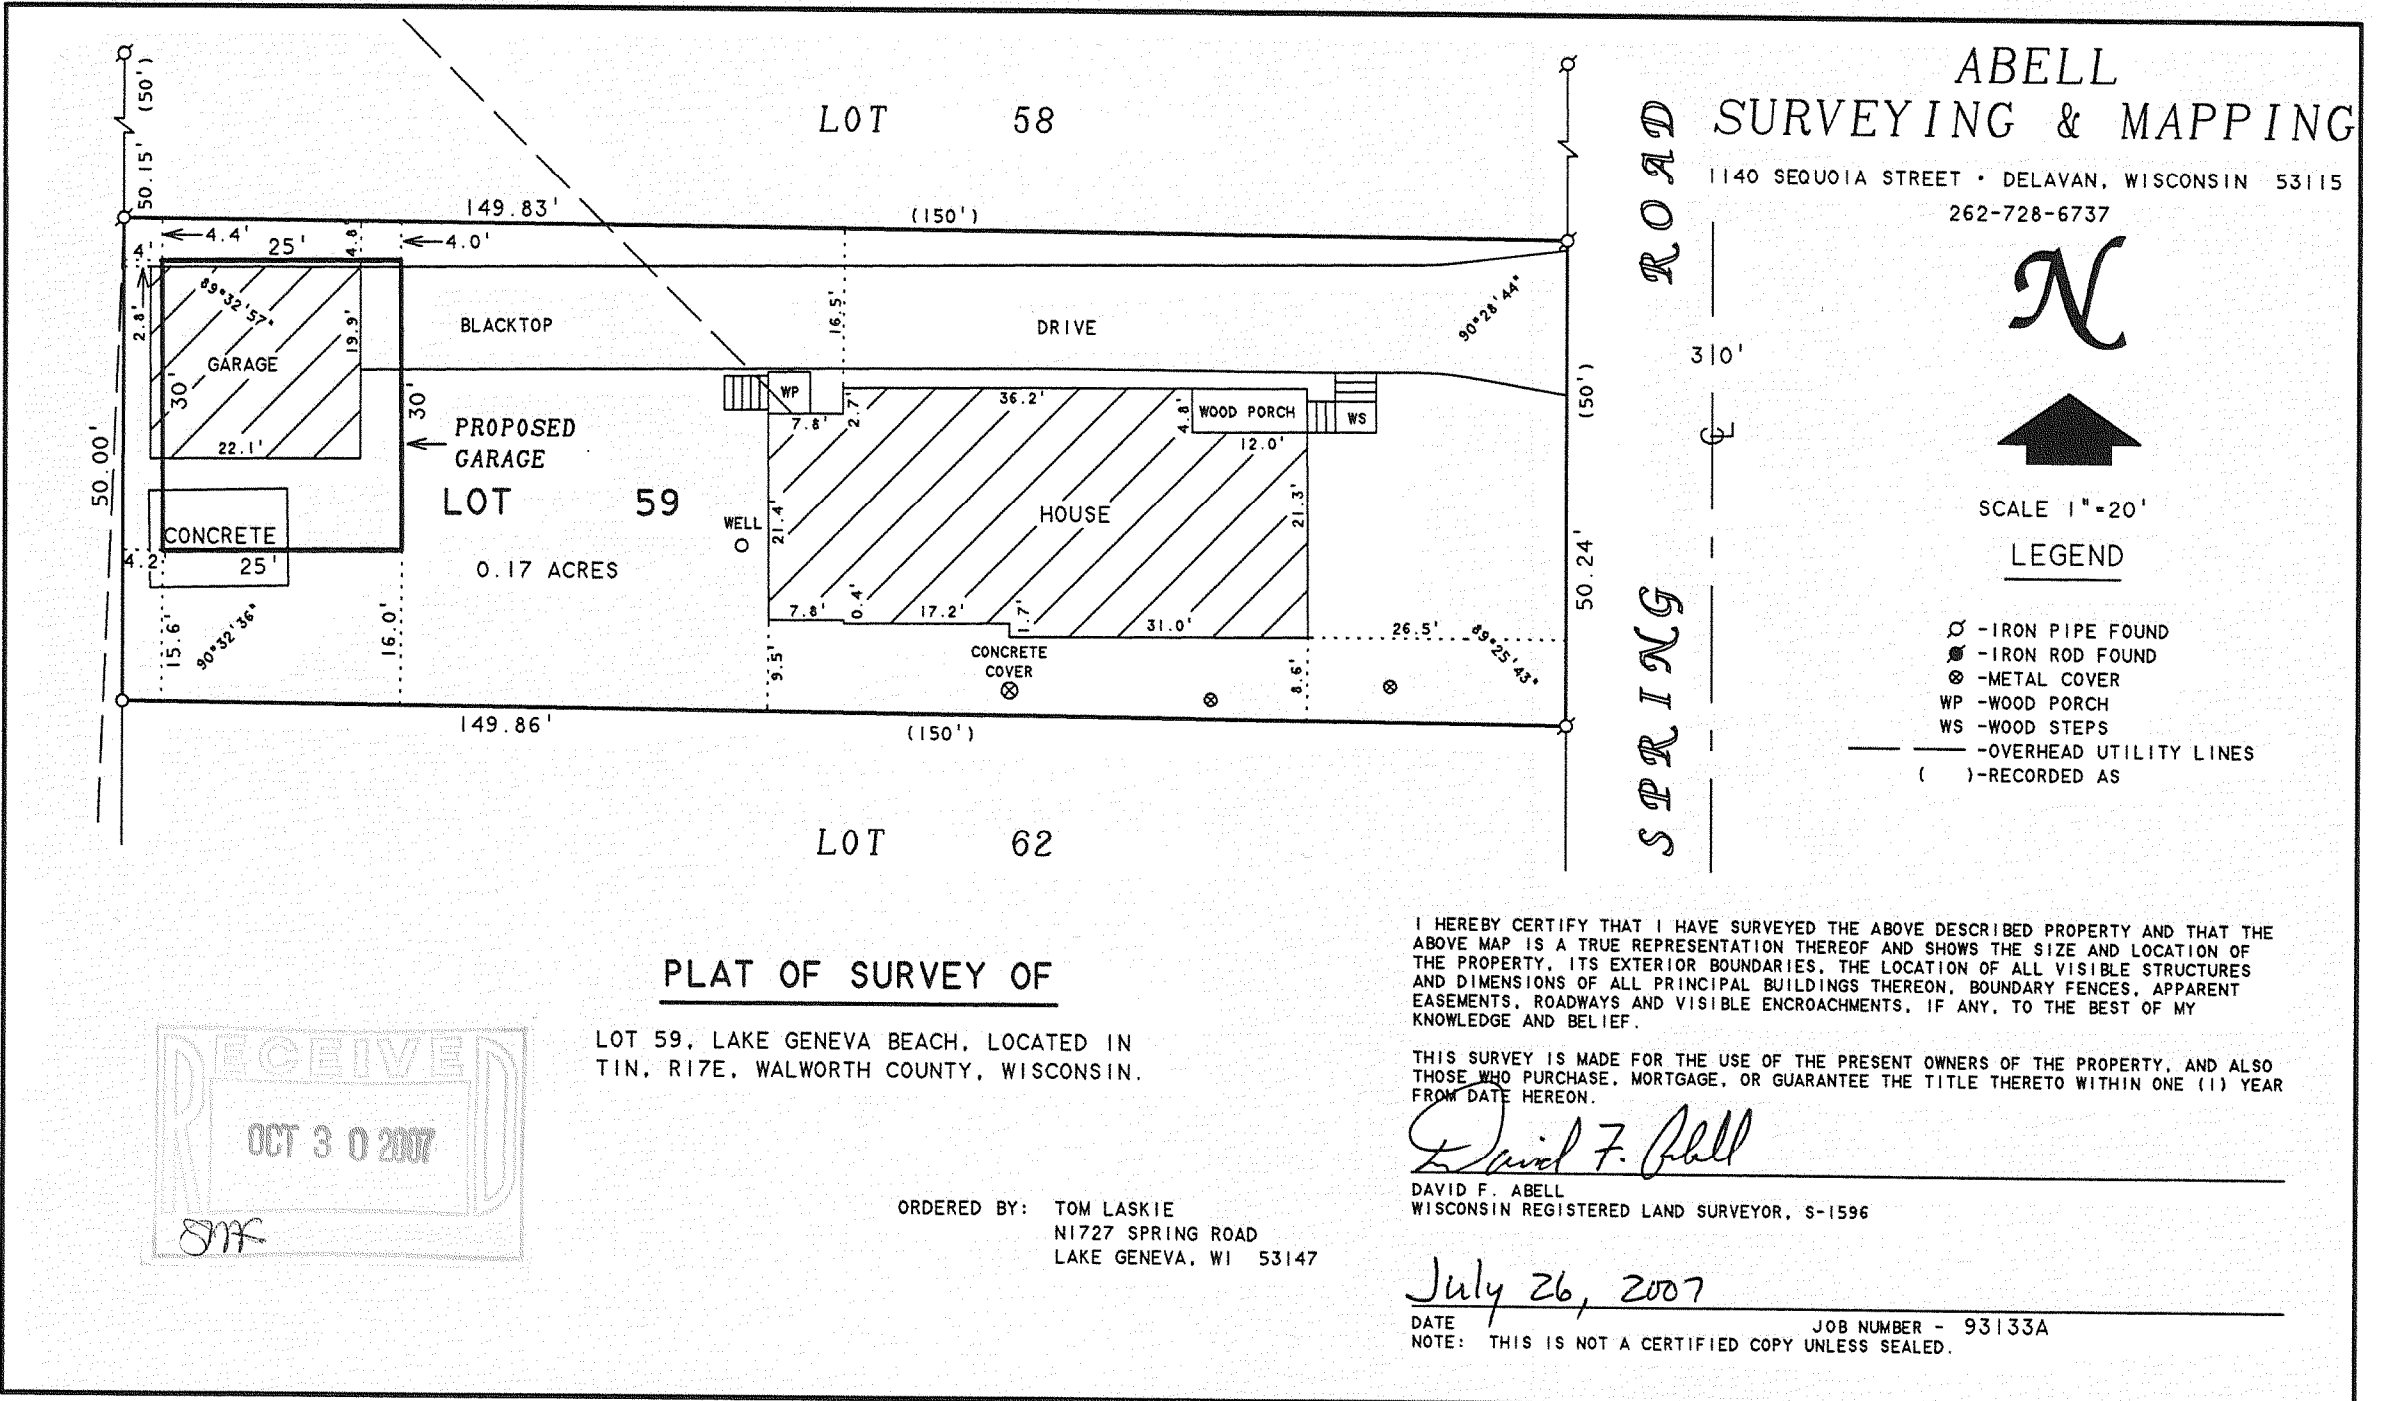 ABELL
SURVEYING & MAPPING
1140 SEQUOIA STREET • DELAVAN, WISCONSIN 53115
262-728-6737
N
SCALE 1"=20'
LEGEND
-IRON PIPE FOUND
-IRON ROD FOUND
-METAL COVER
WP -WOOD PORCH
WS -WOOD STEPS
-OVERHEAD UTILITY LINES
( )-RECORDED AS
SPRING ROAD
30'
(50')
50.15'
LOT 58
149.83'
(150')
4.4'
25'
4.8'
4.0'
4'
2.8'
89°32'57"
19.9'
GARAGE
30'
30'
22.1'
BLACKTOP
DRIVE
16.5'
90°28'44"
PROPOSED
GARAGE
WP
7.8'
2.7'
36.2'
4.8'
WOOD PORCH
WS
12.0'
(50')
50.00'
LOT 59
WELL
21.4'
HOUSE
21.3'
CONCRETE
4.2
25'
0.17 ACRES
50.24'
15.6'
90°32'36"
16.0'
7.8'
0.4'
17.2'
1.7'
31.0'
26.5'
89°25'43"
9.5'
CONCRETE
COVER
8.6'
149.86'
(150')
LOT 62
PLAT OF SURVEY OF
LOT 59, LAKE GENEVA BEACH, LOCATED IN
T1N, R17E, WALWORTH COUNTY, WISCONSIN.
RECEIVED
OCT 30 2007
ORDERED BY: TOM LASKIE
N1727 SPRING ROAD
LAKE GENEVA, WI 53147
I HEREBY CERTIFY THAT I HAVE SURVEYED THE ABOVE DESCRIBED PROPERTY AND THAT THE
ABOVE MAP IS A TRUE REPRESENTATION THEREOF AND SHOWS THE SIZE AND LOCATION OF
THE PROPERTY, ITS EXTERIOR BOUNDARIES, THE LOCATION OF ALL VISIBLE STRUCTURES
AND DIMENSIONS OF ALL PRINCIPAL BUILDINGS THEREON, BOUNDARY FENCES, APPARENT
EASEMENTS, ROADWAYS AND VISIBLE ENCROACHMENTS, IF ANY, TO THE BEST OF MY
KNOWLEDGE AND BELIEF.
THIS SURVEY IS MADE FOR THE USE OF THE PRESENT OWNERS OF THE PROPERTY, AND ALSO
THOSE WHO PURCHASE, MORTGAGE, OR GUARANTEE THE TITLE THERETO WITHIN ONE (1) YEAR
FROM DATE HEREON.
David F. Abell
DAVID F. ABELL
WISCONSIN REGISTERED LAND SURVEYOR, S-1596
July 26, 2007
DATE JOB NUMBER - 93133A
NOTE: THIS IS NOT A CERTIFIED COPY UNLESS SEALED.